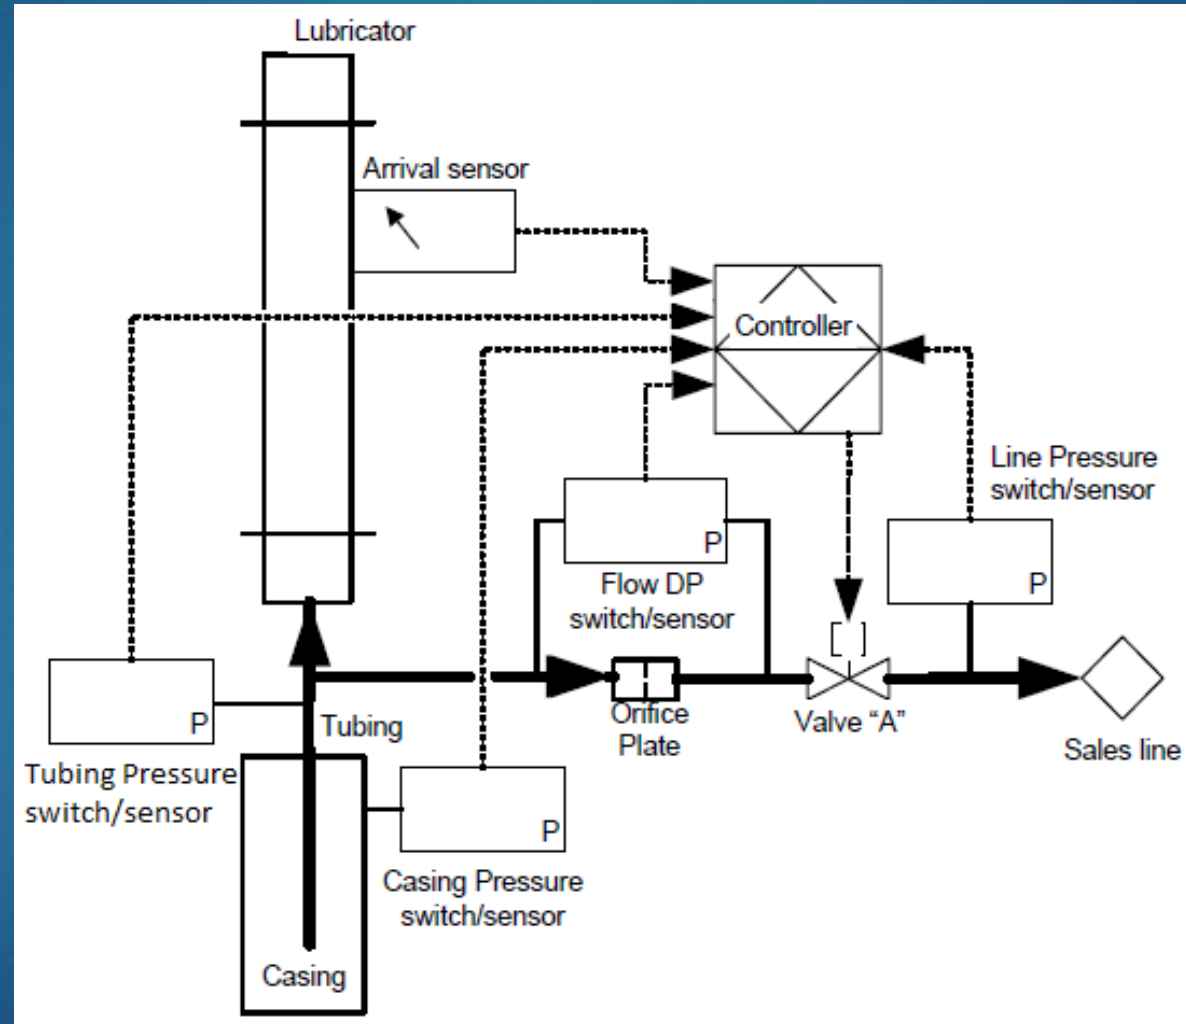 Lubricator
Arrival sensor
Controller
Line Pressure
switch/sensor
P
P
Flow DP
switch/sensor
P
Tubing
Orifice
Plate
Valve “A”
Sales line
Tubing Pressure
switch/sensor
P
Casing Pressure
switch/sensor
Casing